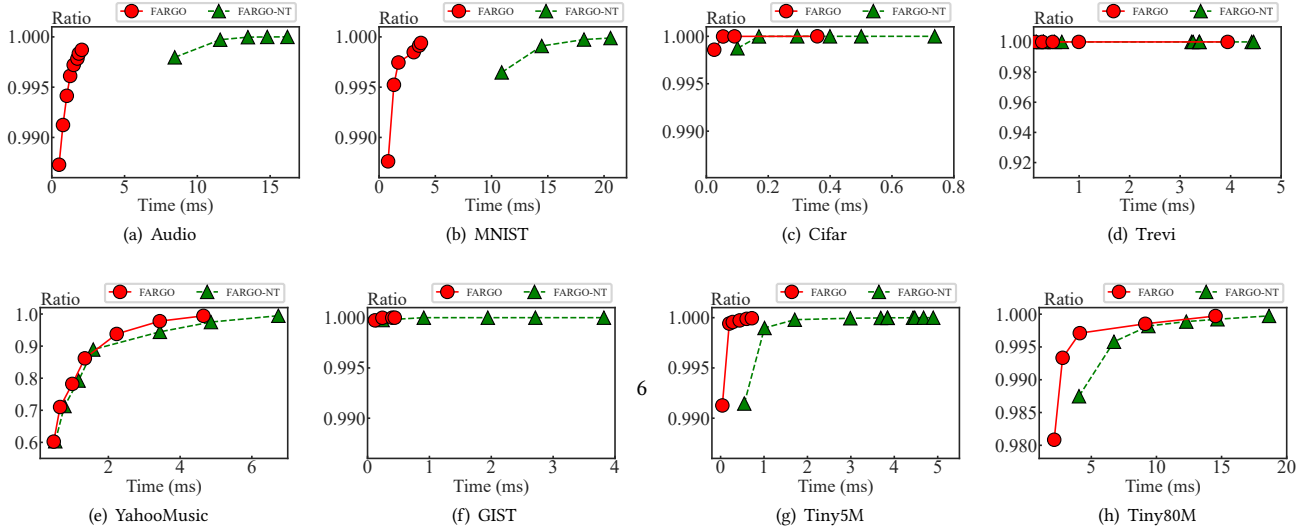 Ratio FARGO FARGO-NT
1.000
0.995
0.990
0 5 10 15
Time (ms)
(a) Audio
Ratio FARGO FARGO-NT
1.000
0.995
0.990
0 5 10 15 20
Time (ms)
(b) MNIST
Ratio FARGO FARGO-NT
1.000
0.995
0.990
0.0 0.2 0.4 0.6 0.8
Time (ms)
(c) Cifar
Ratio FARGO FARGO-NT
1.00
0.98
0.96
0.94
0.92
1 2 3 4 5
Time (ms)
(d) Trevi
Ratio FARGO FARGO-NT
1.0
0.9
0.8
0.7
0.6
2 4 6
Time (ms)
(e) YahooMusic
Ratio FARGO FARGO-NT
1.000
0.995
0.990
0 1 2 3 4
Time (ms)
(f) GIST
6
Ratio FARGO FARGO-NT
1.000
0.995
0.990
0 1 2 3 4 5
Time (ms)
(g) Tiny5M
Ratio FARGO FARGO-NT
1.000
0.995
0.990
0.985
0.980
5 10 15 20
Time (ms)
(h) Tiny80M